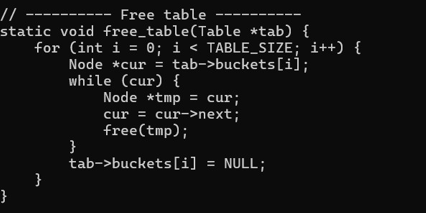 // ---------- Free table ----------
static void free_table(Table *tab) {
    for (int i = 0; i < TABLE_SIZE; i++) {
        Node *cur = tab->buckets[i];
        while (cur) {
            Node *tmp = cur;
            cur = cur->next;
            free(tmp);
        }
        tab->buckets[i] = NULL;
    }
}